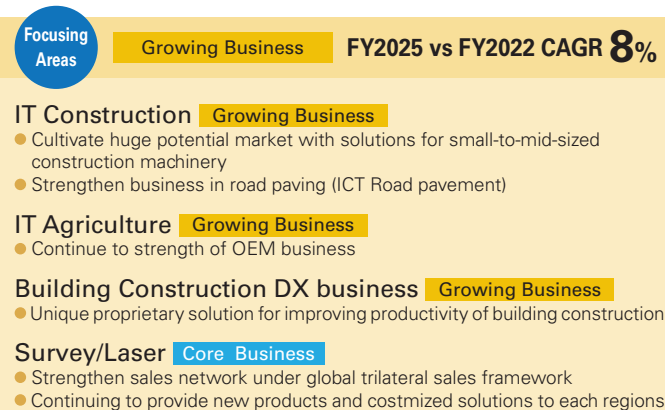 Focusing
Areas
Growing Business FY2025 vs FY2022 CAGR 8%
IT Construction Growing Business
● Cultivate huge potential market with solutions for small-to-mid-sized
construction machinery
● Strengthen business in road paving (ICT Road pavement)
IT Agriculture Growing Business
● Continue to strength of OEM business
Building Construction DX business Growing Business
● Unique proprietary solution for improving productivity of building construction
Survey/Laser Core Business
● Strengthen sales network under global trilateral sales framework
● Continuing to provide new products and costmized solutions to each regions